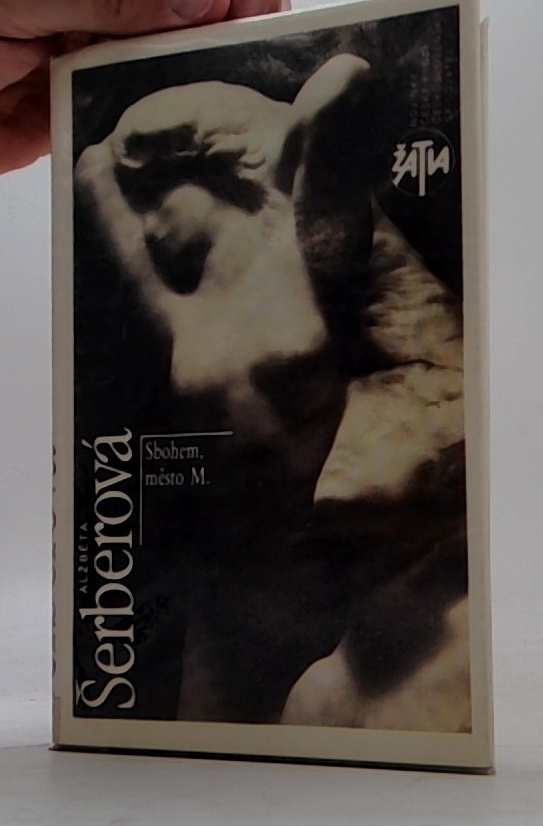 ŽATVA
ALŽBĚTA
Šerberová
Sbohem,
město M.